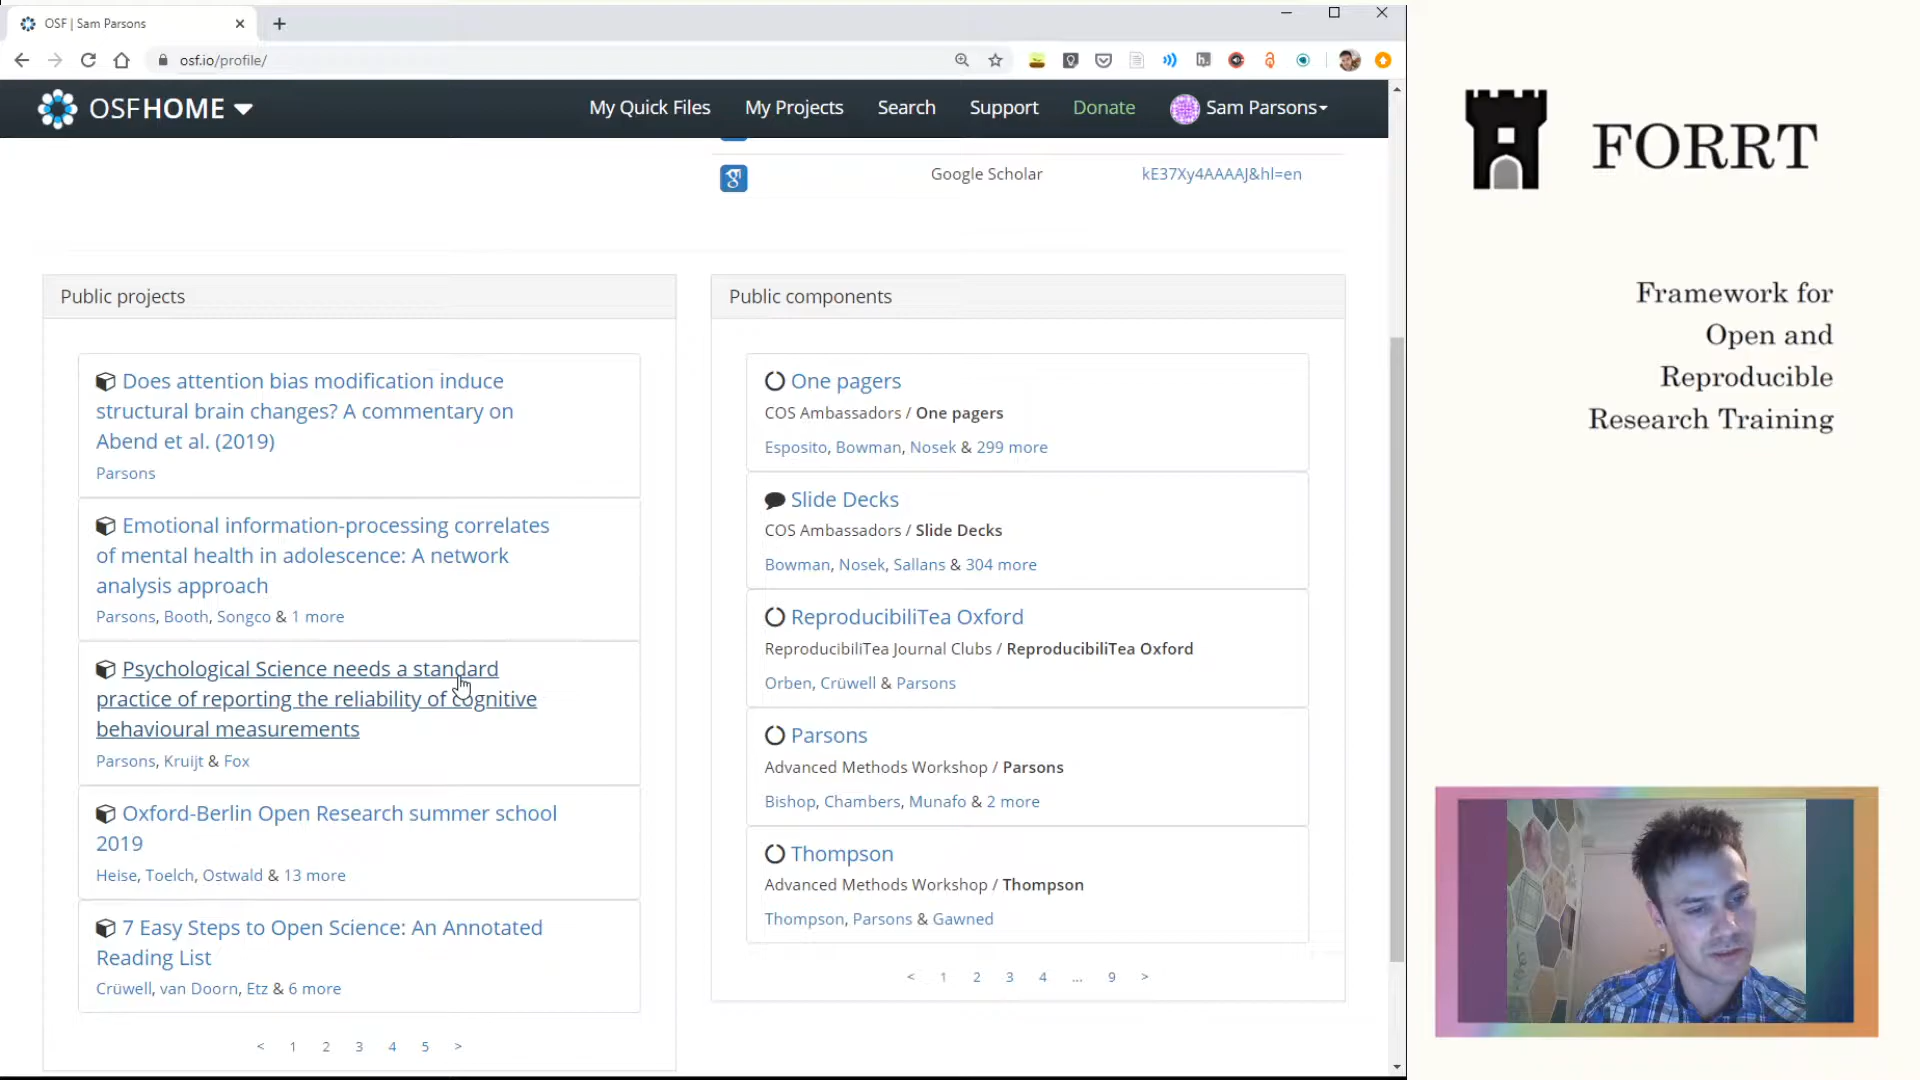 OSF | Sam Parsons
osf.io/profile/
OSFHOME
My Quick Files
My Projects
Search
Support
Donate
Sam Parsons
Google Scholar
kE37Xy4AAAAJ&hl=en
Public projects
Does attention bias modification induce
structural brain changes? A commentary on
Abend et al. (2019)
Parsons
Emotional information-processing correlates
of mental health in adolescence: A network
analysis approach
Parsons, Booth, Songco & 1 more
Psychological Science needs a standard
practice of reporting the reliability of cognitive
behavioural measurements
Parsons, Kruijt & Fox
Oxford-Berlin Open Research summer school
2019
Heise, Toelch, Ostwald & 13 more
7 Easy Steps to Open Science: An Annotated
Reading List
Crüwell, van Doorn, Etz & 6 more
< 1 2 3 4 5 >
Public components
One pagers
COS Ambassadors / One pagers
Esposito, Bowman, Nosek & 299 more
Slide Decks
COS Ambassadors / Slide Decks
Bowman, Nosek, Sallans & 304 more
ReproducibiliTea Oxford
ReproducibiliTea Journal Clubs / ReproducibiliTea Oxford
Orben, Crüwell & Parsons
Parsons
Advanced Methods Workshop / Parsons
Bishop, Chambers, Munafo & 2 more
Thompson
Advanced Methods Workshop / Thompson
Thompson, Parsons & Gawned
< 1 2 3 4 ... 9 >
FORRT
Framework for
Open and
Reproducible
Research Training